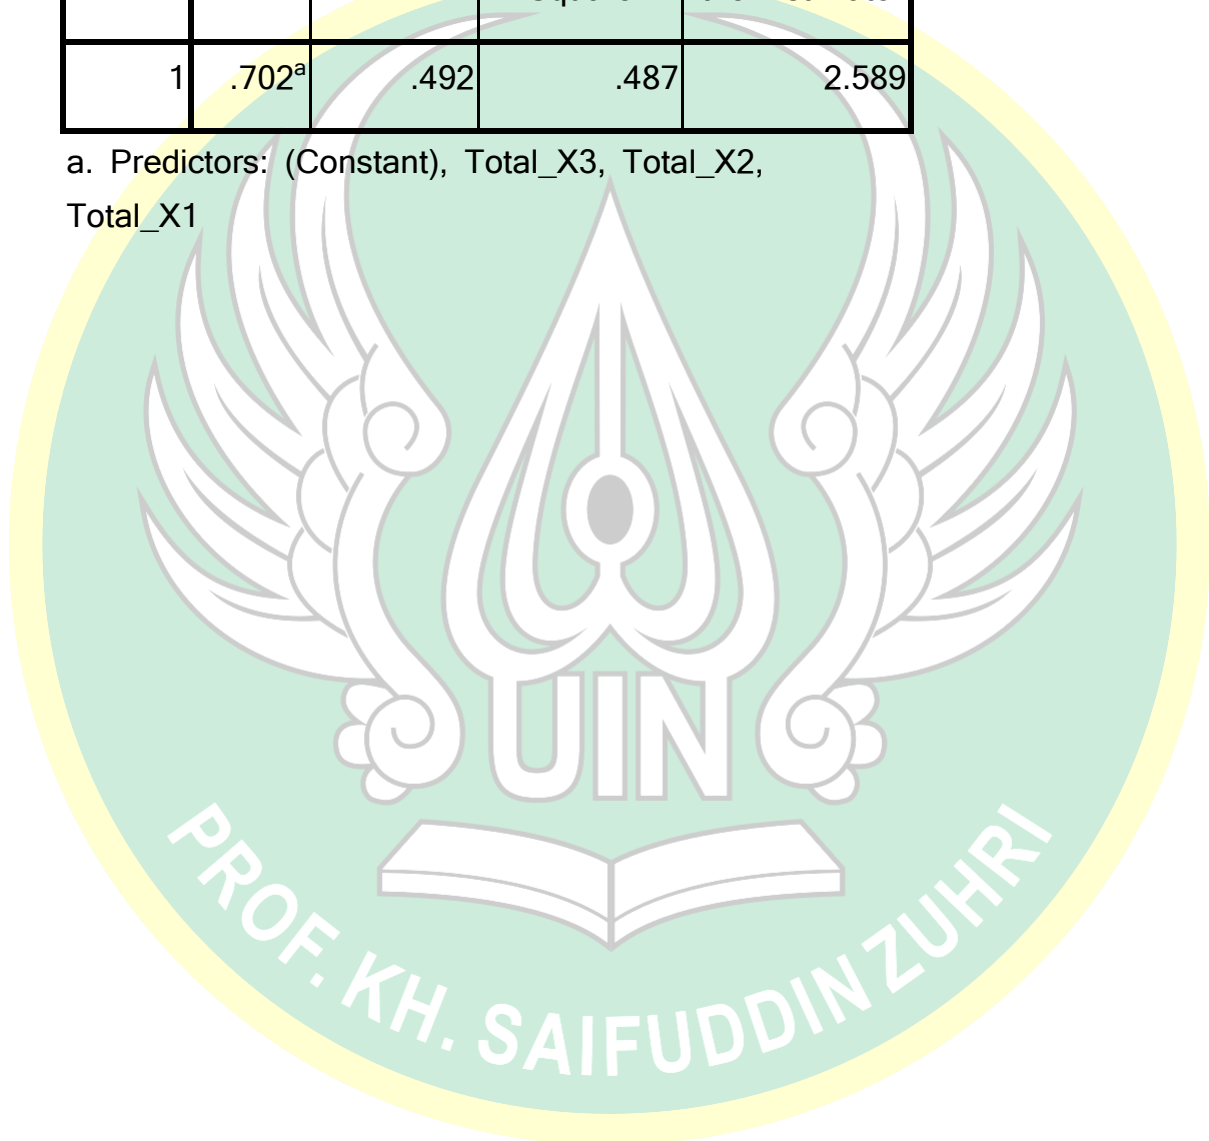 1 .702a .492 .487 2.589
a. Predictors: (Constant), Total_X3, Total_X2,
Total_X1
UIN
PROF. KH. SAIFUDDIN ZUHRI